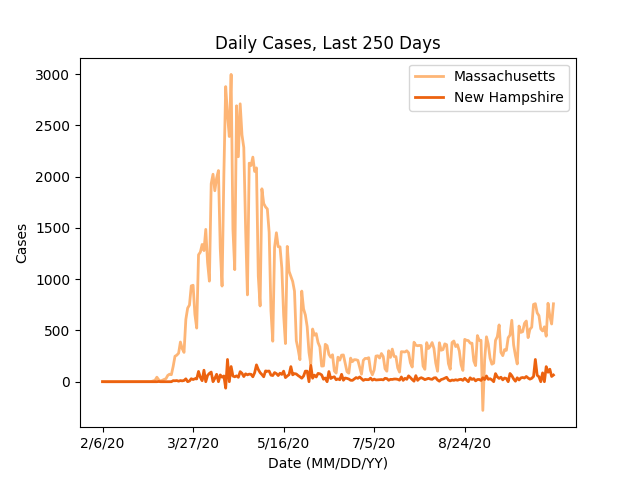 Daily Cases, Last 250 Days
Massachusetts
New Hampshire
Cases
3000
2500
2000
1500
1000
500
0
2/6/20
3/27/20
5/16/20
7/5/20
8/24/20
Date (MM/DD/YY)